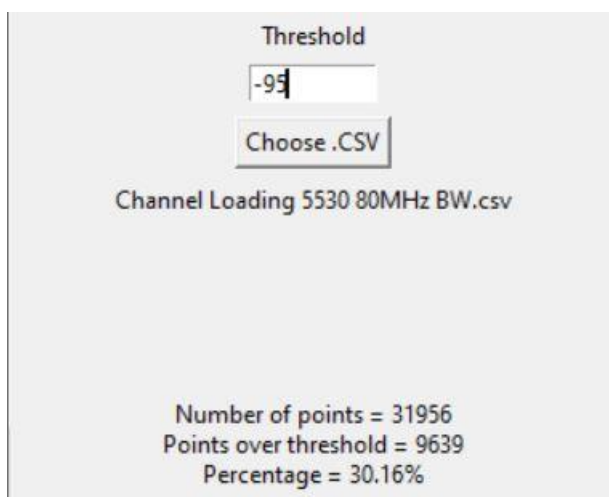 Threshold
-95
Choose .CSV
Channel Loading 5530 80MHz BW.csv
Number of points = 31956
Points over threshold = 9639
Percentage = 30.16%